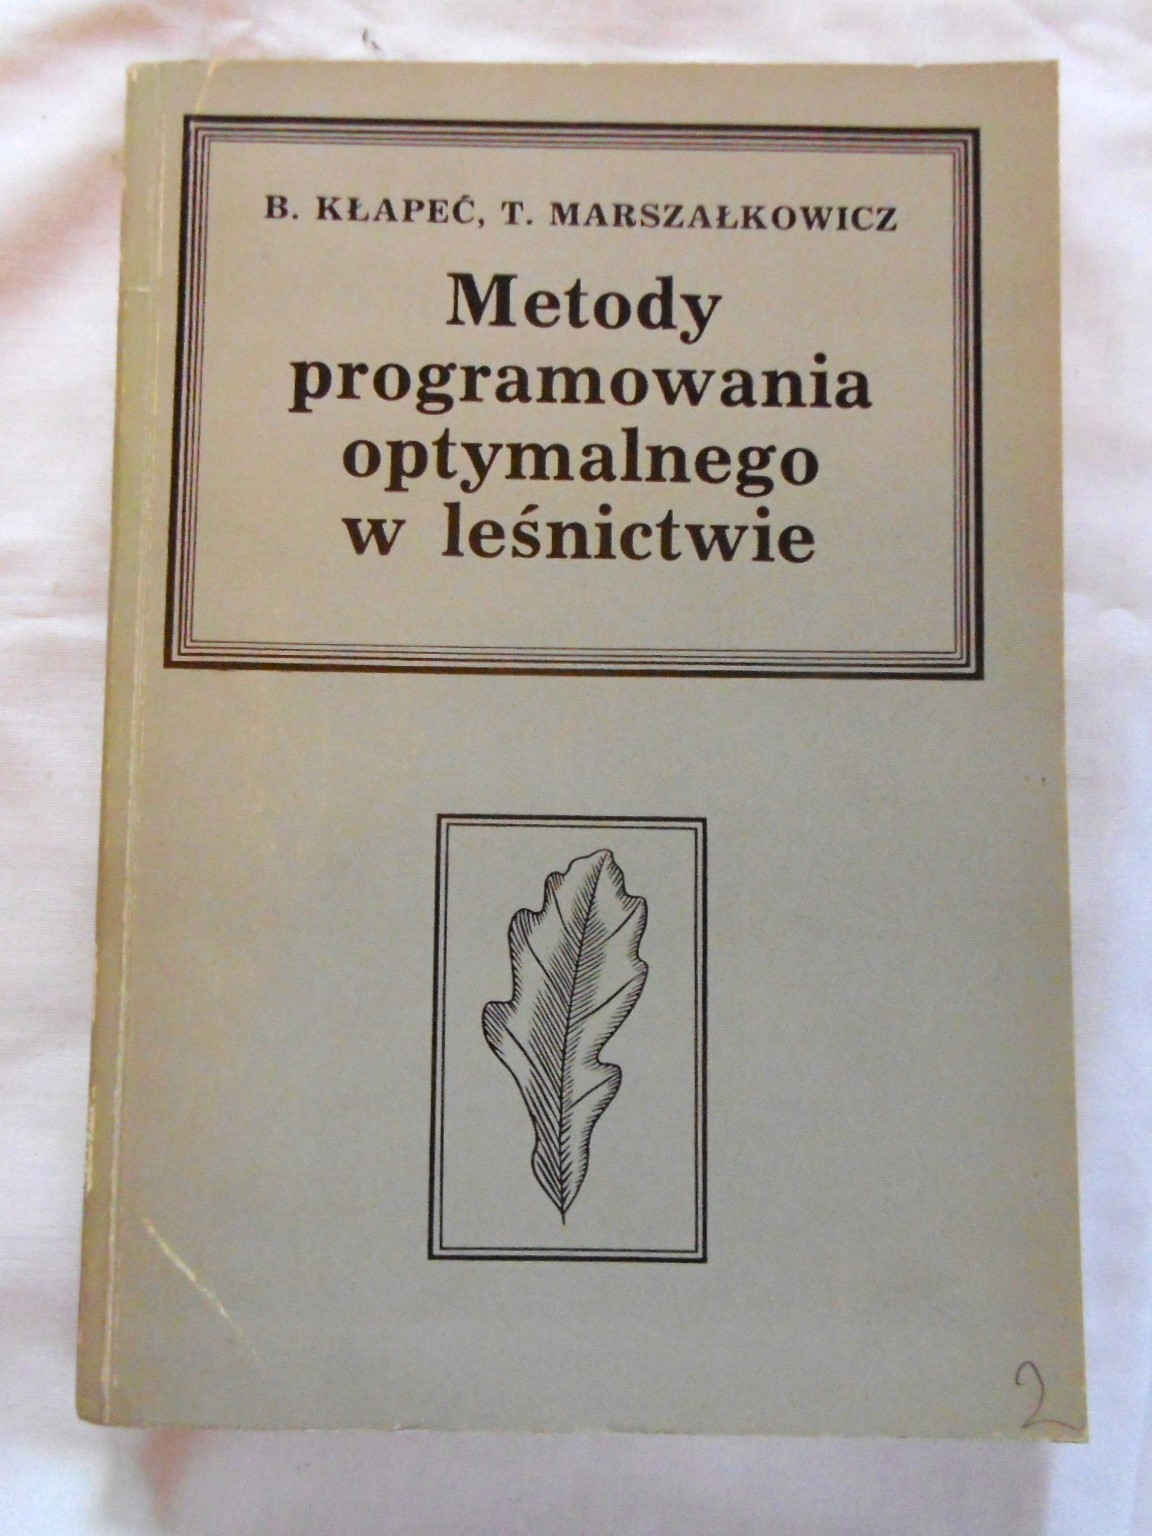 B. KŁAPEĆ, T. MARSZAŁKOWICZ
Metody
programowania
optymalnego
w leśnictwie
2